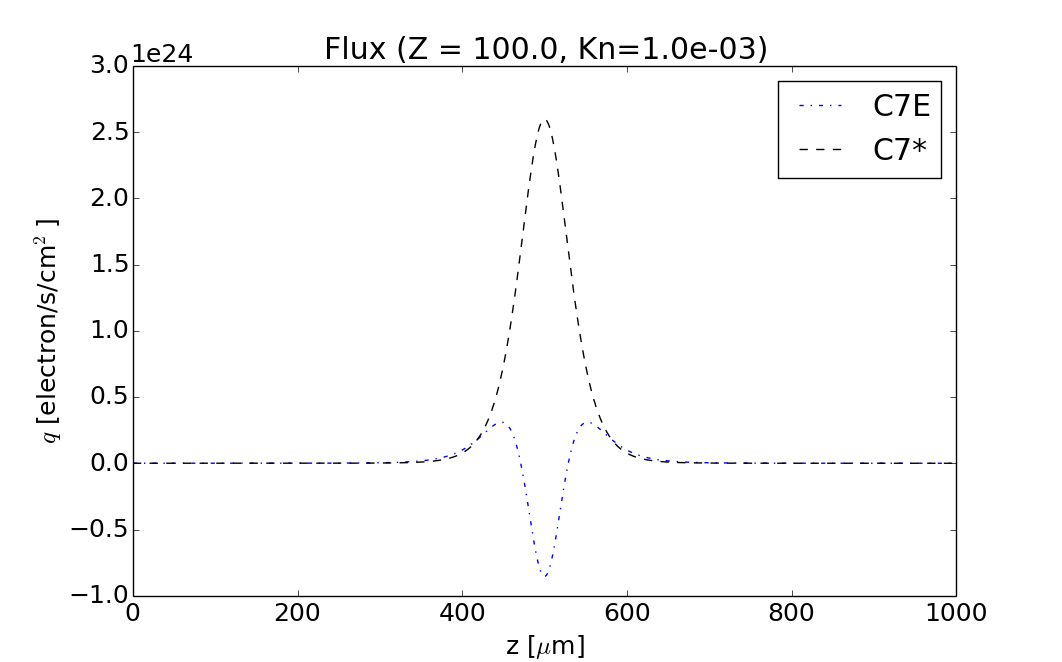 Flux (Z = 100.0, Kn=1.0e-03)
1e24
3.0
2.5
2.0
1.5
1.0
0.5
0.0
−0.5
−1.0
q [electron/s/cm² ]
C7E
C7*
0 200 400 600 800 1000
z [μm]